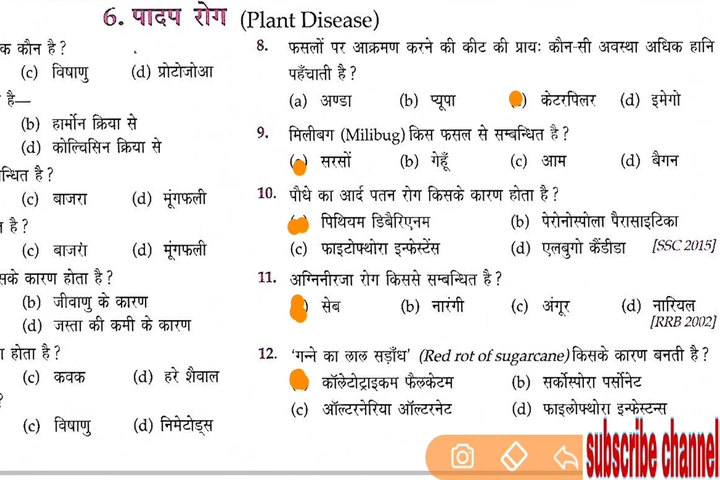 6. पादप रोग (Plant Disease)
क कौन है ?
(c) विषाणु (d) प्रोटोजोआ
है—
(b) हार्मोन क्रिया से
(d) कोल्चिसिन क्रिया से
न्धित है ?
(c) बाजरा (d) मूंगफली
है ?
(c) बाजरा (d) मूंगफली
सके कारण होता है ?
(b) जीवाणु के कारण
(d) जस्ता की कमी के कारण
होता है ?
(c) कवक (d) हरे शैवाल
?
(c) विषाणु (d) निमेटोड्स
8. फसलों पर आक्रमण करने की कीट की प्रायः कौन-सी अवस्था अधिक हानि
पहुँचाती है ?
(a) अण्डा (b) प्यूपा केटरपिलर (d) इमेगो
9. मिलीबग (Milibug) किस फसल से सम्बन्धित है ?
सरसों (b) गेहूँ (c) आम (d) बैगन
10. पौधे का आर्द पतन रोग किसके कारण होता है ?
पिथियम डिबैरिएनम (b) पेरोनोस्पोला पैरासाइटिका
(c) फाइटोफ्थोरा इन्फेस्टेंस (d) एलबुगो कैंडीडा [SSC 2015]
11. अग्निनीरजा रोग किससे सम्बन्धित है ?
सेब (b) नारंगी (c) अंगूर (d) नारियल
[RRB 2002]
12. 'गन्ने का लाल सड़ाँध' (Red rot of sugarcane) किसके कारण बनती है ?
कॉलेटोट्राइकम फैलकेटम (b) सर्कोस्पोरा पर्सोनेट
(c) ऑल्टरनेरिया ऑल्टरनेट (d) फाइलोफ्थोरा इन्फेस्टन्स
subscribe channel